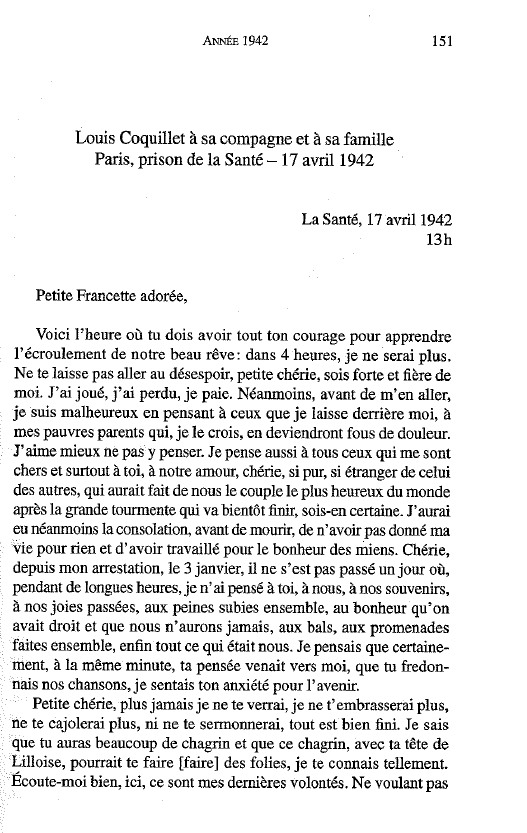 ANNÉE 1942
151
Louis Coquillet à sa compagne et à sa famille
Paris, prison de la Santé – 17 avril 1942
La Santé, 17 avril 1942
13 h
Petite Francette adorée,
Voici l'heure où tu dois avoir tout ton courage pour apprendre
l'écroulement de notre beau rêve : dans 4 heures, je ne serai plus.
Ne te laisse pas aller au désespoir, petite chérie, sois forte et fière de
moi. J'ai joué, j'ai perdu, je paie. Néanmoins, avant de m'en aller,
je suis malheureux en pensant à ceux que je laisse derrière moi, à
mes pauvres parents qui, je le crois, en deviendront fous de douleur.
J'aime mieux ne pas y penser. Je pense aussi à tous ceux qui me sont
chers et surtout à toi, à notre amour, chérie, si pur, si étranger de celui
des autres, qui aurait fait de nous le couple le plus heureux du monde
après la grande tourmente qui va bientôt finir, sois-en certaine. J'aurai
eu néanmoins la consolation, avant de mourir, de n'avoir pas donné ma
vie pour rien et d'avoir travaillé pour le bonheur des miens. Chérie,
depuis mon arrestation, le 3 janvier, il ne s'est pas passé un jour où,
pendant de longues heures, je n'ai pensé à toi, à nous, à nos souvenirs,
à nos joies passées, aux peines subies ensemble, au bonheur qu'on
avait droit et que nous n'aurons jamais, aux bals, aux promenades
faites ensemble, enfin tout ce qui était nous. Je pensais que certaine-
ment, à la même minute, ta pensée venait vers moi, que tu fredon-
nais nos chansons, je sentais ton anxiété pour l'avenir.
Petite chérie, plus jamais je ne te verrai, je ne t'embrasserai plus,
ne te cajolerai plus, ni ne te sermonnerai, tout est bien fini. Je sais
que tu auras beaucoup de chagrin et que ce chagrin, avec ta tête de
Lilloise, pourrait te faire [faire] des folies, je te connais tellement.
Écoute-moi bien, ici, ce sont mes dernières volontés. Ne voulant pas